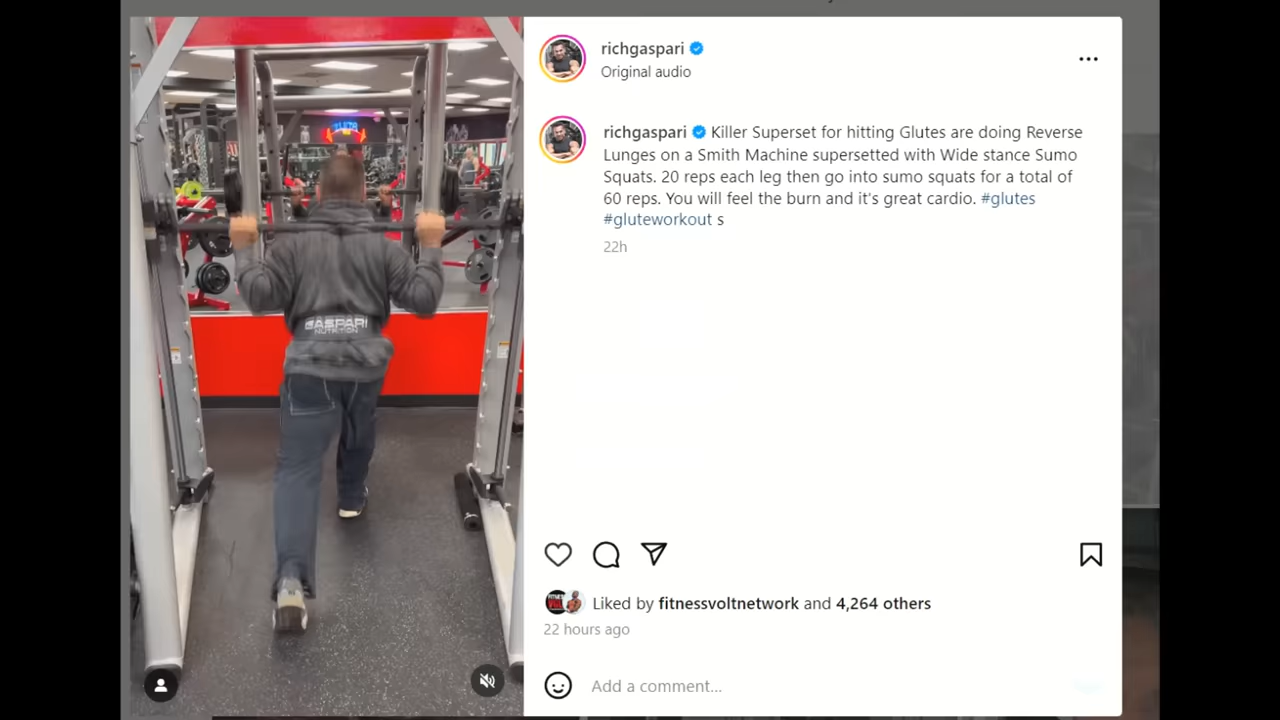 richgaspari
Original audio
richgaspari Killer Superset for hitting Glutes are doing Reverse
Lunges on a Smith Machine supersetted with Wide stance Sumo
Squats. 20 reps each leg then go into sumo squats for a total of
60 reps. You will feel the burn and it's great cardio. #glutes
#gluteworkout s
22h
GASPARI
NUTRITION
Liked by fitnessvoltnetwork and 4,264 others
22 hours ago
Add a comment...